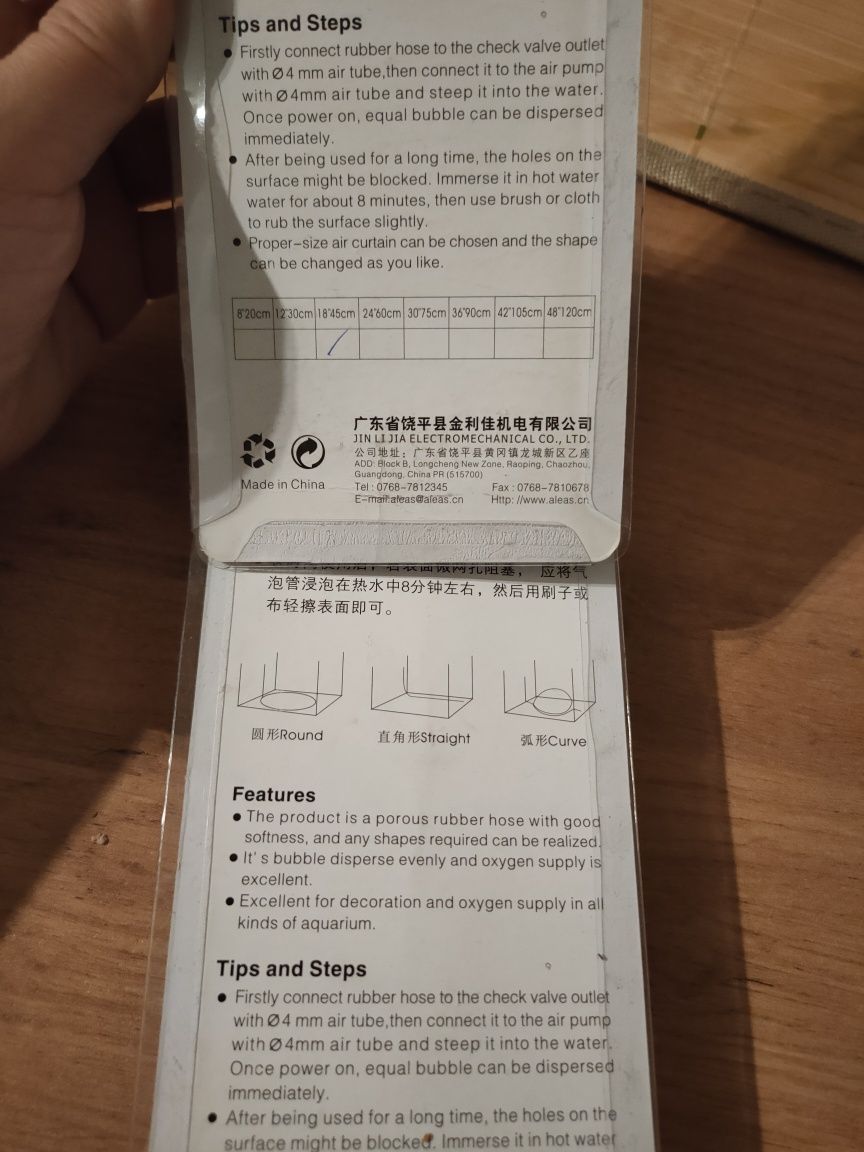 Tips and Steps
● Firstly connect rubber hose to the check valve outlet
with Ø4 mm air tube,then connect it to the air pump
with Ø4mm air tube and steep it into the water.
Once power on, equal bubble can be dispersed
immediately.
● After being used for a long time, the holes on the
surface might be blocked. Immerse it in hot water
water for about 8 minutes, then use brush or cloth
to rub the surface slightly.
● Proper-size air curtain can be chosen and the shape
can be changed as you like.
8"20cm 12"30cm 18"45cm 24"60cm 30"75cm 36"90cm 42"105cm 48"120cm
广东省饶平县金利佳机电有限公司
JIN LI JIA ELECTROMECHANICAL CO., LTD.
公司地址：广东省饶平县黄冈镇龙城新区乙座
ADD: Block B, Longcheng New Zone, Raoping, Chaozhou,
Guangdong, China PR (515700)
Made in China
Tel : 0768-7812345 Fax : 0768-7810678
E-mail:aleas@aleas.cn Http: //www.aleas.cn
阻塞， 应将气
泡管浸泡在热水中8分钟左右，然后用刷子或
布轻擦表面即可。
圆形Round 直角形Straight 弧形Curve
Features
● The product is a porous rubber hose with good
softness, and any shapes required can be realized.
● It's bubble disperse evenly and oxygen supply is
excellent.
● Excellent for decoration and oxygen supply in all
kinds of aquarium.
Tips and Steps
● Firstly connect rubber hose to the check valve outlet
with Ø4 mm air tube,then connect it to the air pump
with Ø4mm air tube and steep it into the water.
Once power on, equal bubble can be dispersed
immediately.
● After being used for a long time, the holes on the
surface might be blocked. Immerse it in hot water